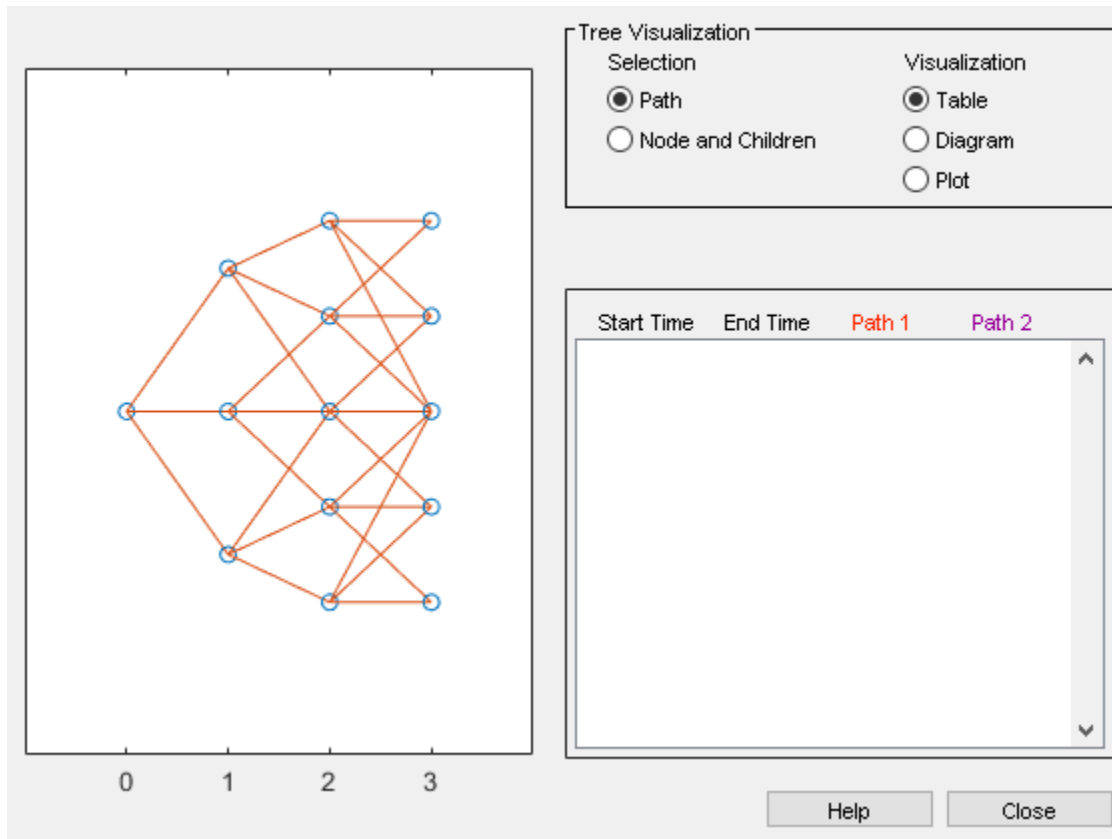 Tree Visualization
Selection
Visualization
Path
Table
Node and Children
Diagram
Plot
Start Time End Time Path 1 Path 2
0 1 2 3
Help
Close